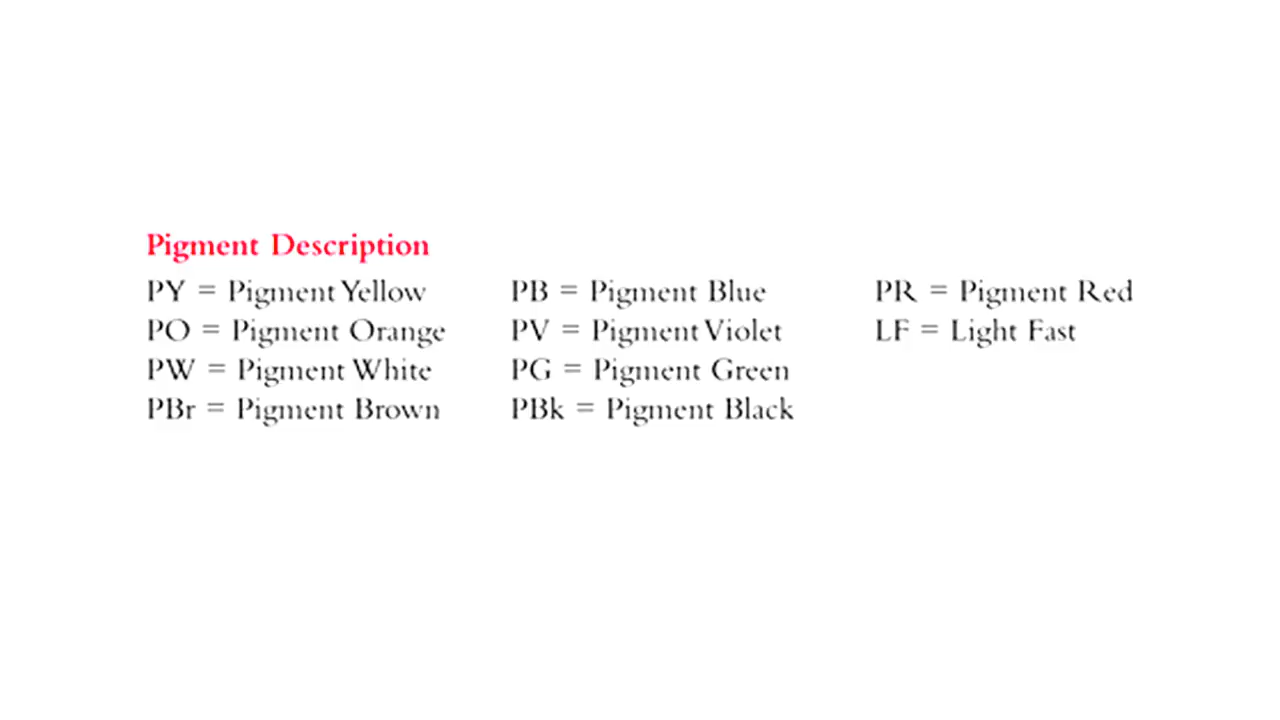 Pigment Description
PY = Pigment Yellow
PO = Pigment Orange
PW = Pigment White
PBr = Pigment Brown
PB = Pigment Blue
PV = Pigment Violet
PG = Pigment Green
PBk = Pigment Black
PR = Pigment Red
LF = Light Fast